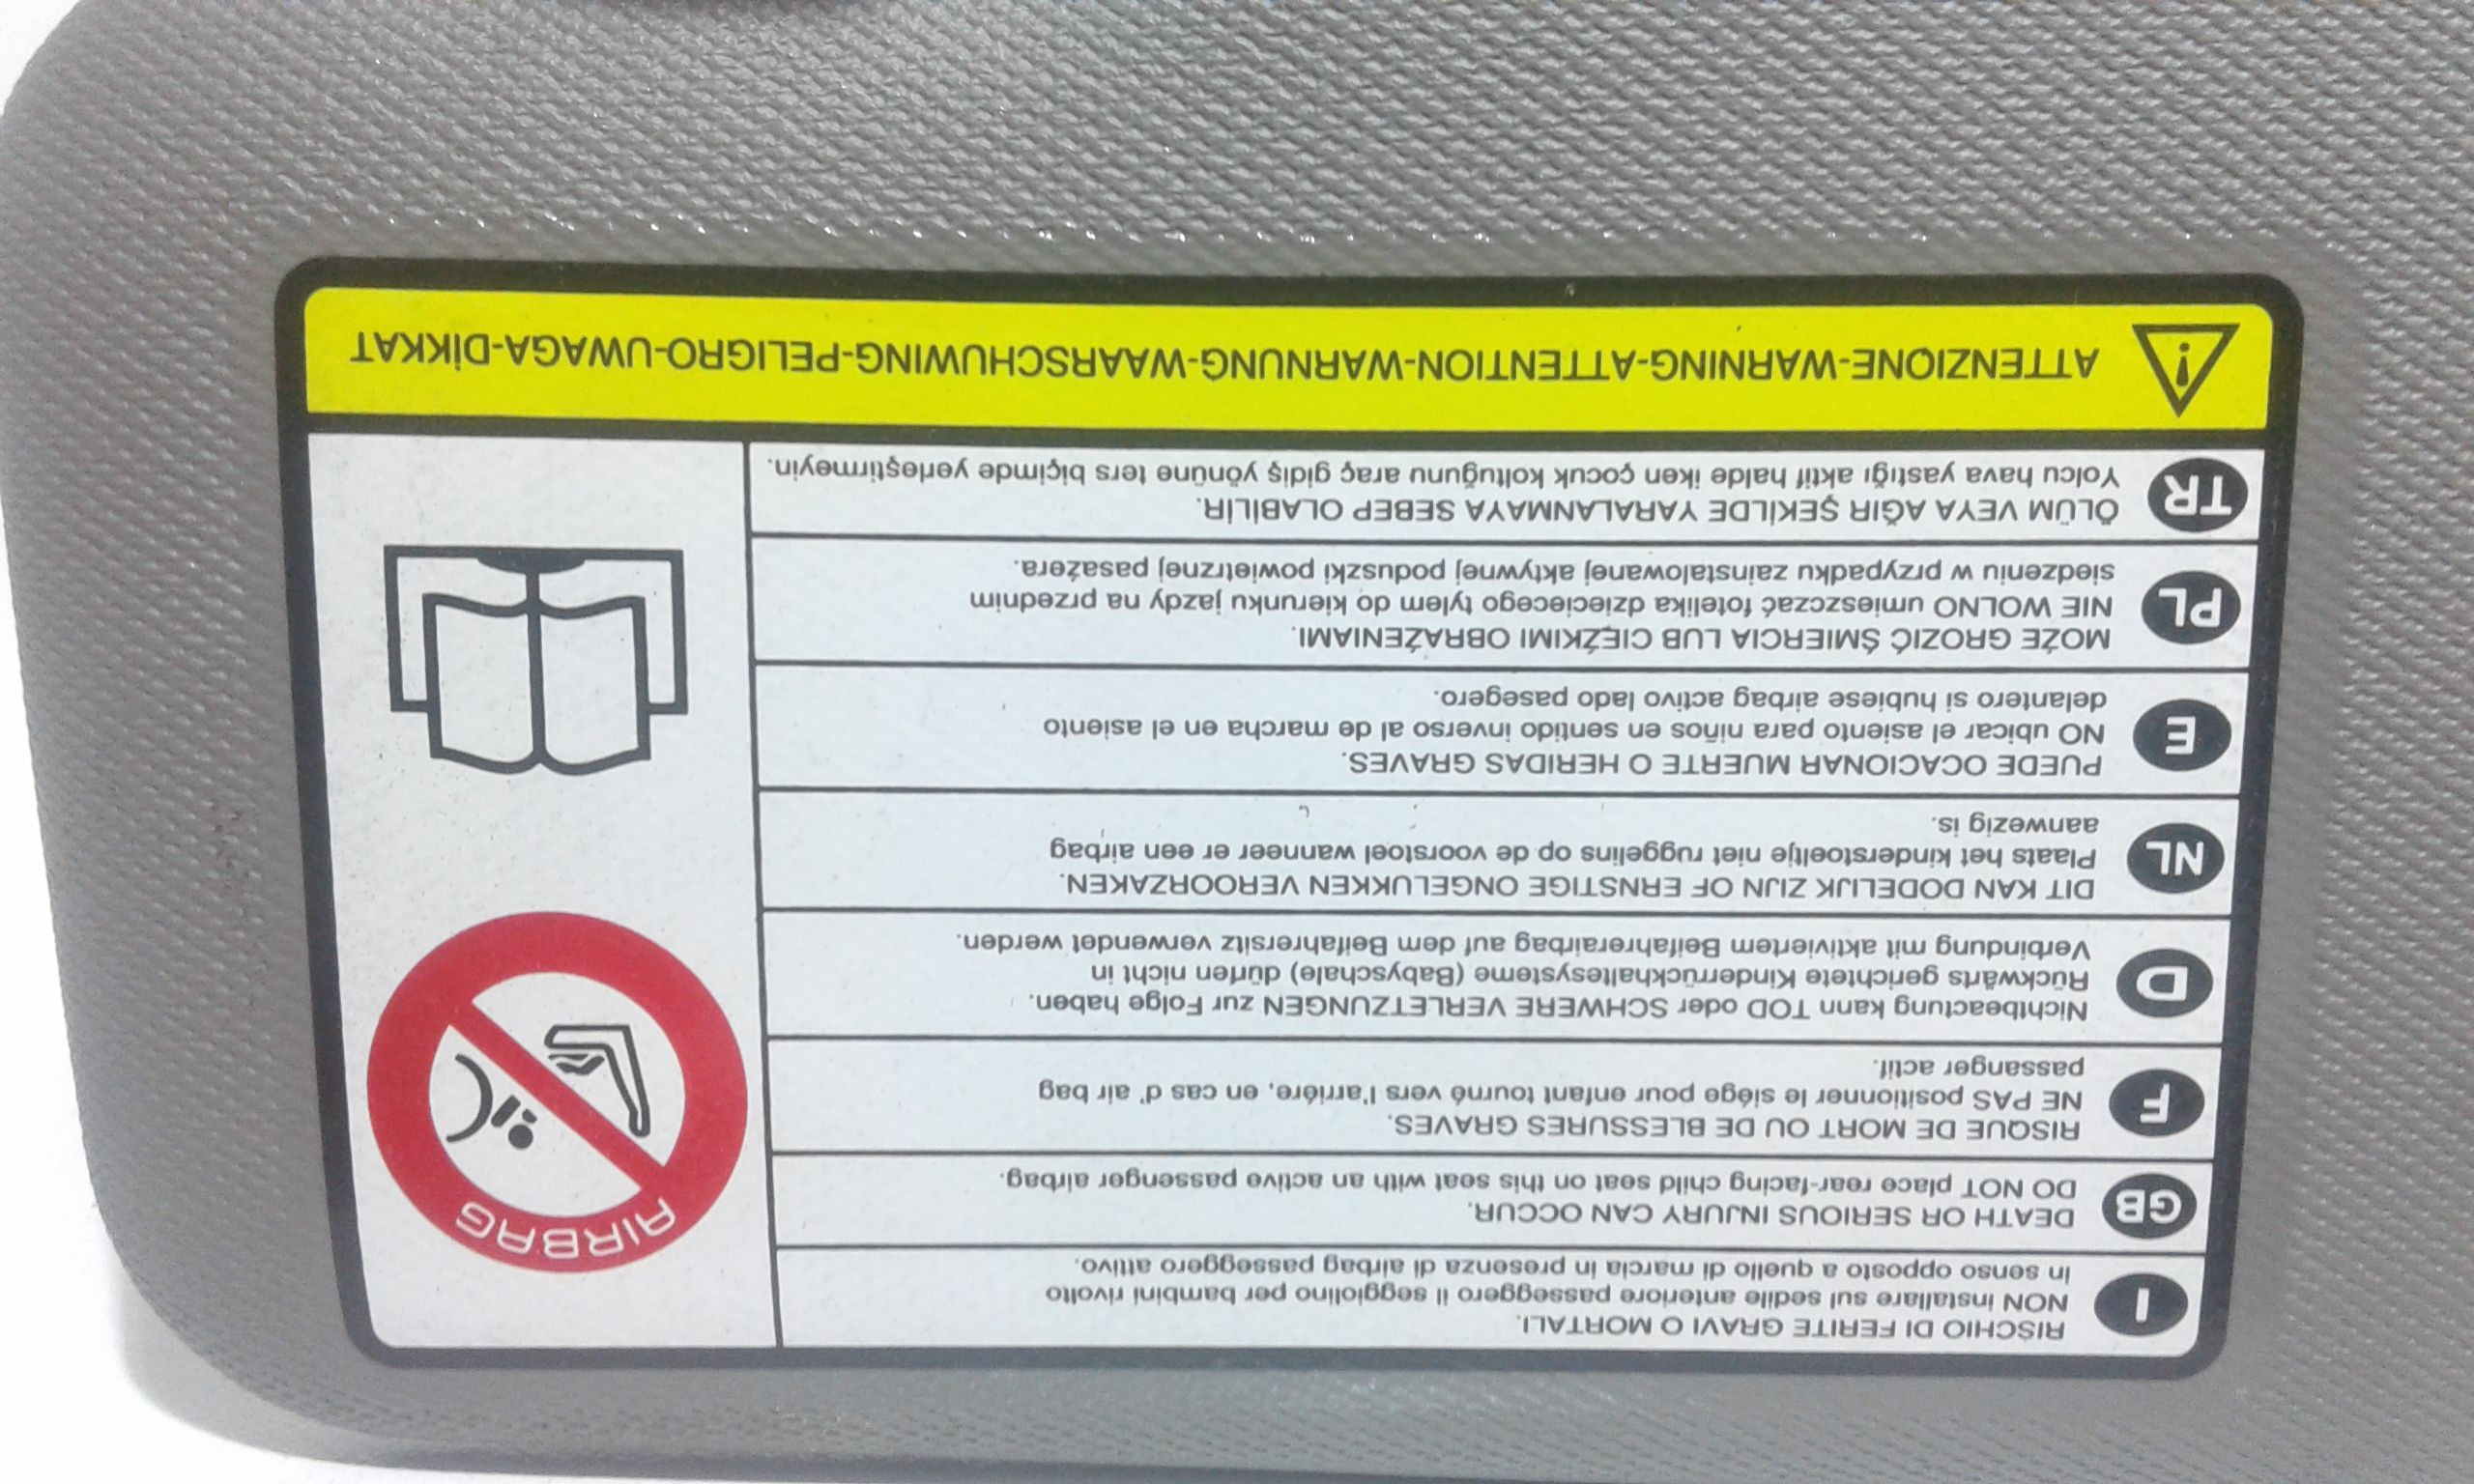 I
RISCHIO DI FERITE GRAVI O MORTALI.
NON installare sul sedile anteriore passeggero il seggiolino per bambini rivolto
in senso opposto a quello di marcia in presenza di airbag passeggero attivo.
GB
DEATH OR SERIOUS INJURY CAN OCCUR.
DO NOT place rear-facing child seat on this seat with an active passenger airbag.
F
RISQUE DE MORT OU DE BLESSURES GRAVES.
NE PAS positionner le siége pour enfant tourné vers l'arriére, en cas d' air bag
passanger actif.
D
Nichtbeactung kann TOD oder SCHWERE VERLETZUNGEN zur Folge haben.
Rückwärts gerichtete Kinderrückhaltesysteme (Babyschale) dürfen nicht in
Verbindung mit aktiviertem Beifahrerairbag auf dem Beifahrersitz verwendet werden.
NL
DIT KAN DODELIJK ZIJN OF ERNSTIGE ONGELUKKEN VEROORZAKEN.
Plaats het kinderstoeltje niet ruggelins op de voorstoel wanneer er een airbag
aanwezig is.
E
PUEDE OCACIONAR MUERTE O HERIDAS GRAVES.
NO ubicar el asiento para niños en sentido inverso al de marcha en el asiento
delantero si hubiese airbag activo lado pasegero.
PL
MOŻE GROZIĆ ŚMIERCIA LUB CIĘŻKIMI OBRAŻENIAMI.
NIE WOLNO umieszczać fotelika dzieciecego tylem do kierunku jazdy na przednim
siedzeniu w przypadku zainstalowanej aktywnej poduszki powietrznej pasażera.
TR
ÖLÜM VEYA AĞIR ŞEKİLDE YARALANMAYA SEBEP OLABİLİR.
Yolcu hava yastığı aktif halde iken çocuk koltuğunu araç gidiş yönüne ters biçimde yerleştirmeyin.
AIRBAG
ATTENZIONE-WARNING-ATTENTION-WARNUNG-WAARSCHUWING-PELIGRO-UWAGA-DİKKAT